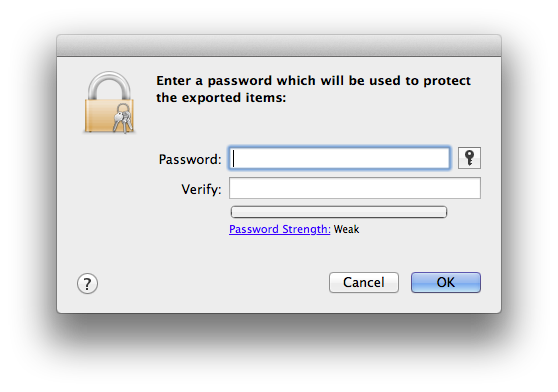 Enter a password which will be used to protect
the exported items:
Password:
Verify:
Password Strength: Weak
?
Cancel
OK